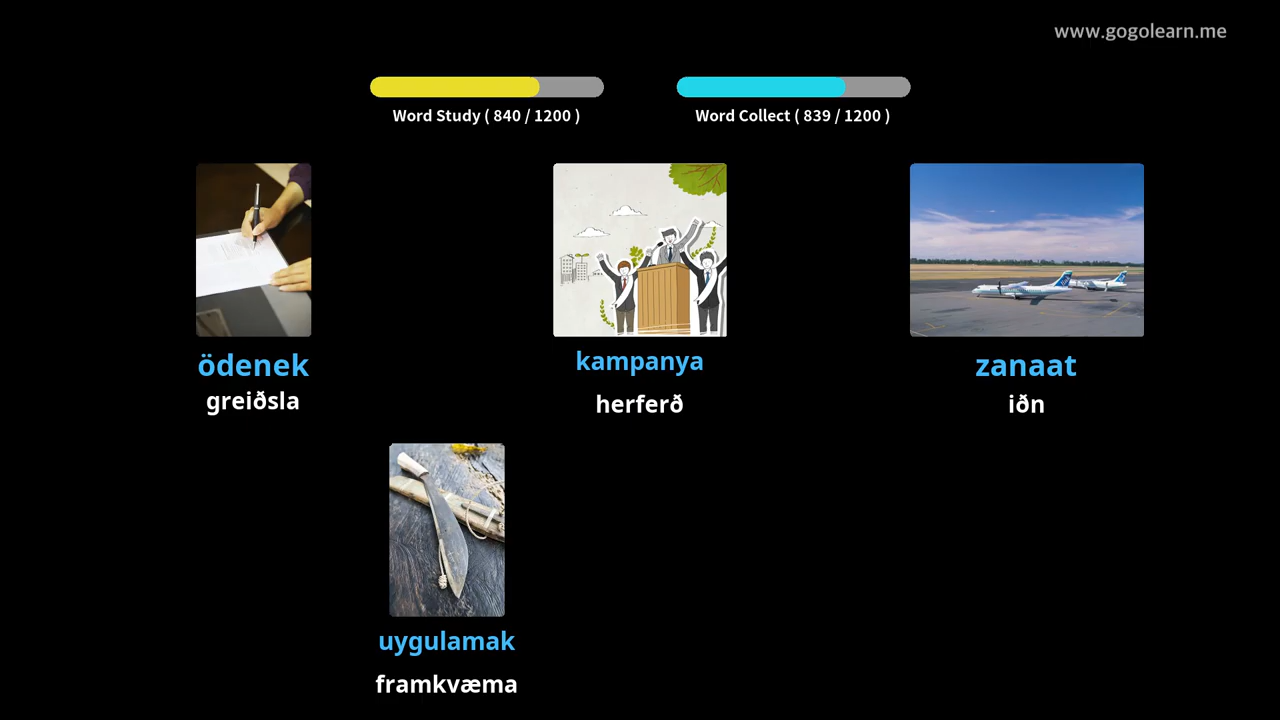 www.gogolearn.me
Word Study ( 840 / 1200 )
Word Collect ( 839 / 1200 )
ödenek
greiðsla
kampanya
herferð
zanaat
iðn
uygulamak
framkvæma